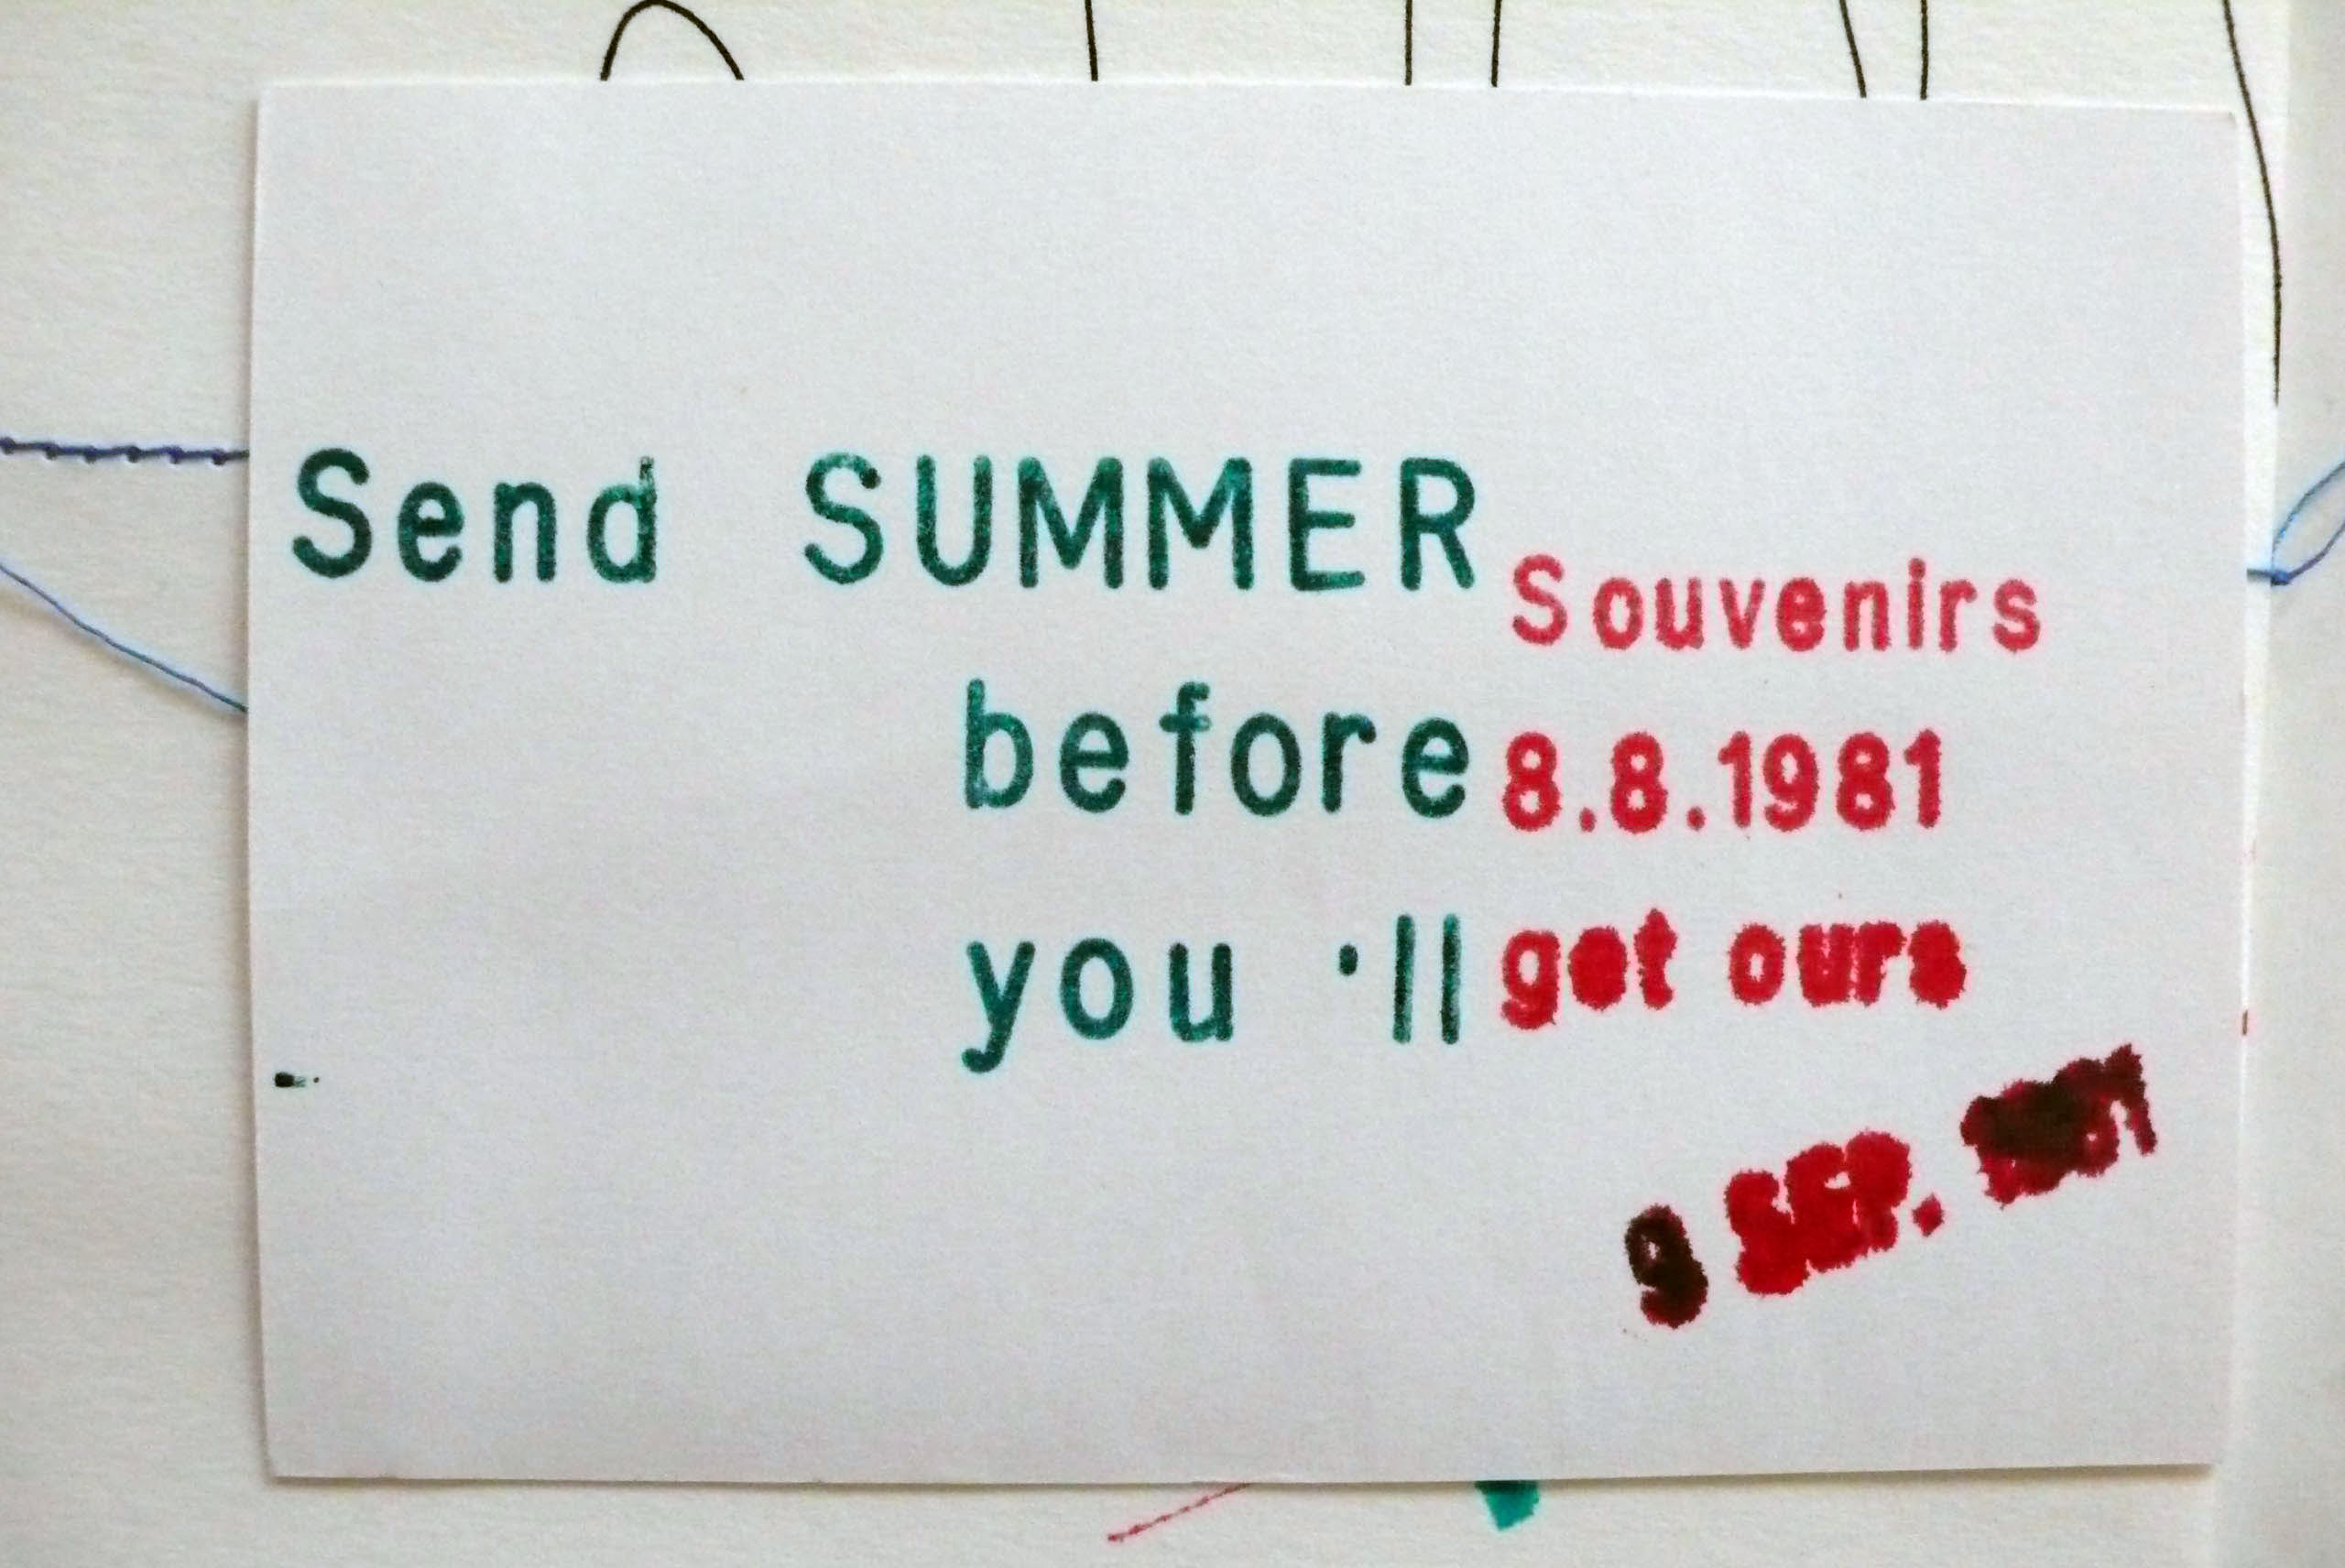 Send SUMMER Souvenirs
before 8.8.1981
you 'll get ours
9 SEP.